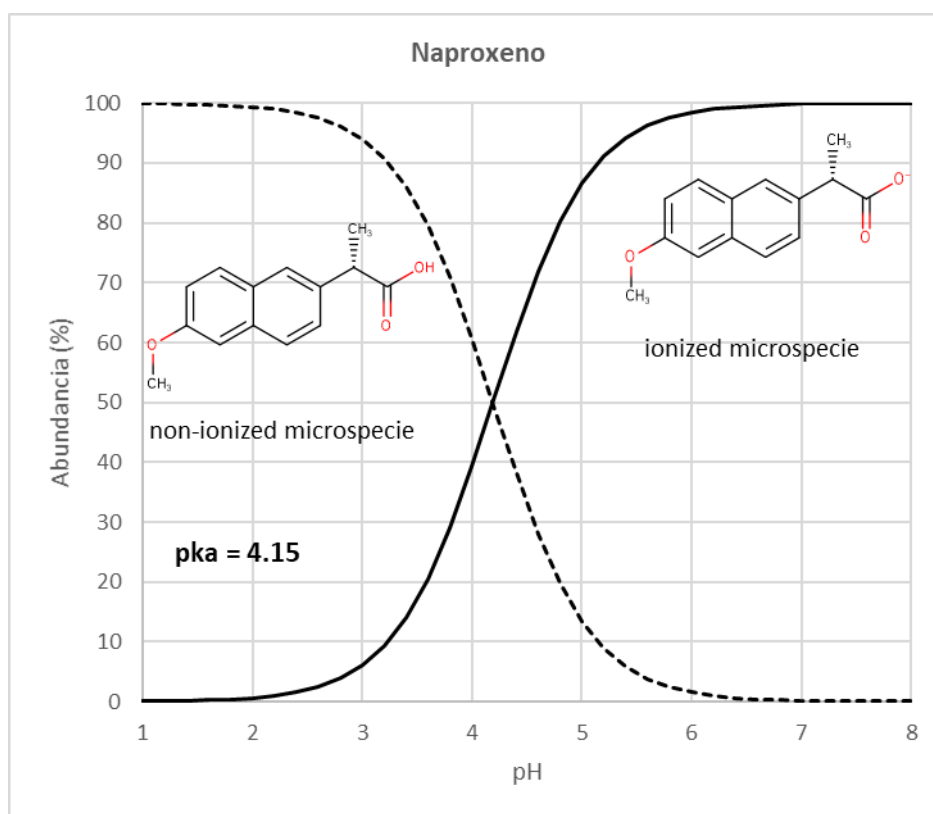 Naproxeno
Abundancia (%)
100
90
80
70
60
50
40
30
20
10
0
CH₃
OH
O
O
CH₃
non-ionized microspecie
pka = 4.15
CH₃
O⁻
O
O
CH₃
ionized microspecie
1 2 3 4 5 6 7 8
pH